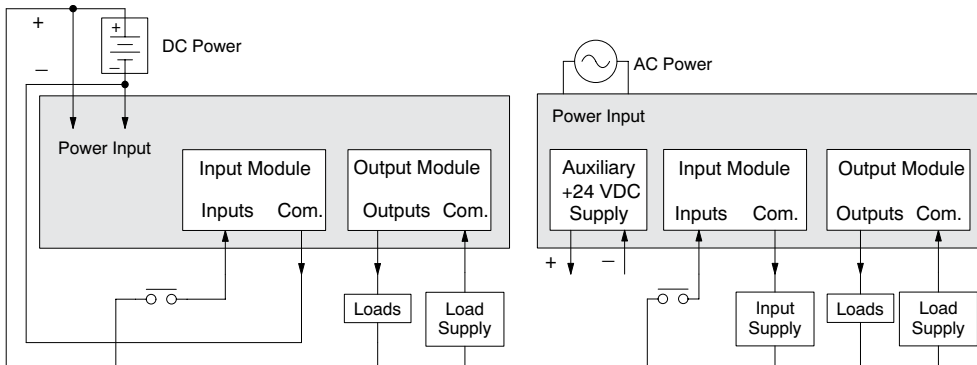 +
+
DC Power
–
–
Power Input
Input Module
Inputs Com.
Output Module
Outputs Com.
Loads
Load
Supply
AC Power
Power Input
Auxiliary
+24 VDC
Supply
+ –
Input Module
Inputs Com.
Output Module
Outputs Com.
Input
Supply
Loads
Load
Supply